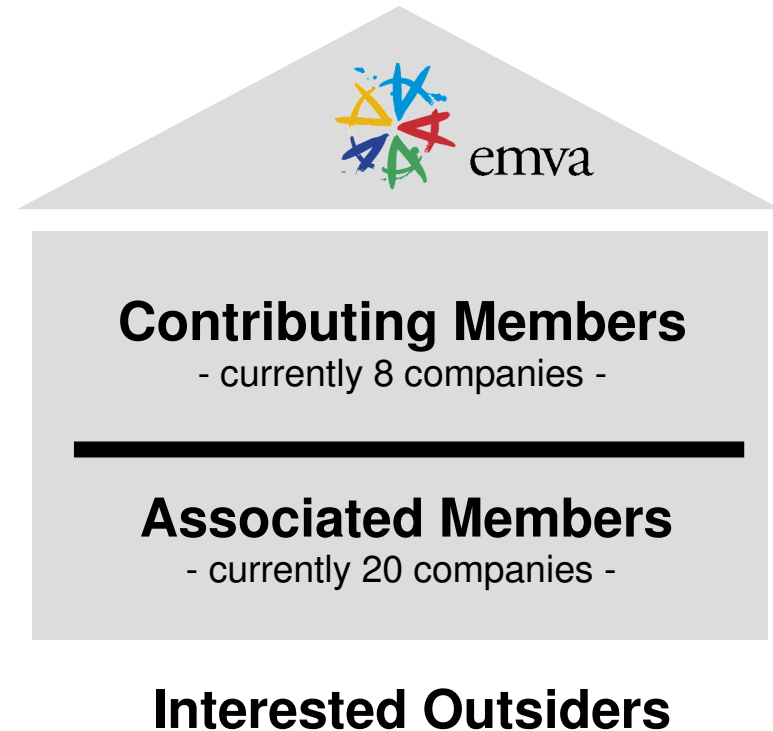 emva
Contributing Members
- currently 8 companies -
Associated Members
- currently 20 companies -
Interested Outsiders